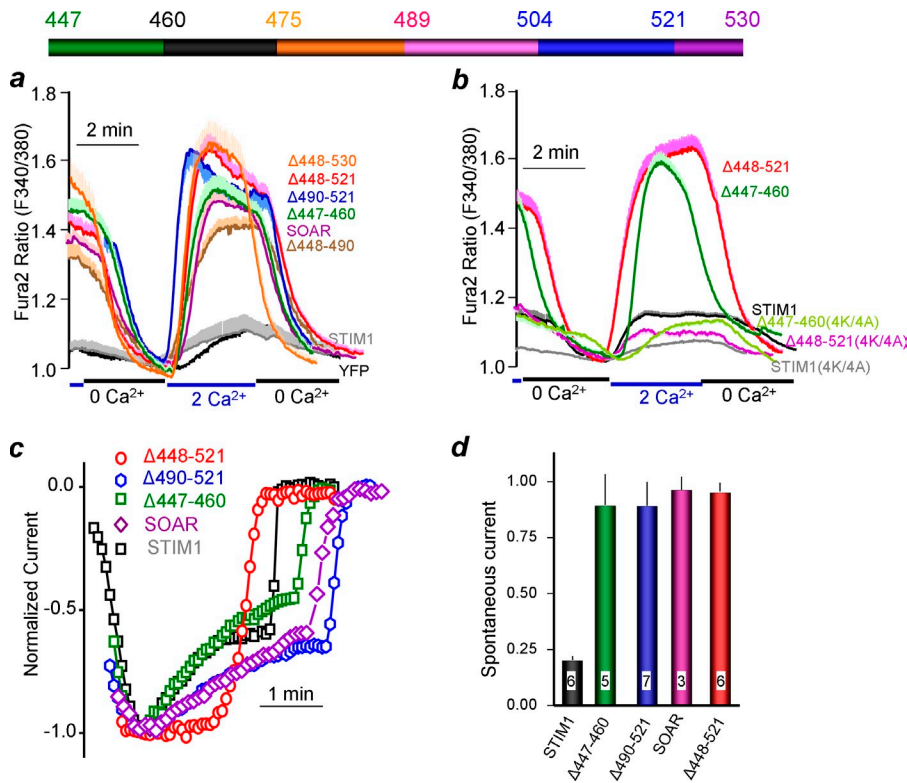 447 460 475 489 504 521 530
a
1.8
1.6
1.4
1.2
1.0
Fura2 Ratio (F340/380)
2 min
Δ448-530
Δ448-521
Δ490-521
Δ447-460
SOAR
Δ448-490
STIM1
YFP
0 Ca²⁺ 2 Ca²⁺ 0 Ca²⁺
b
1.8
1.6
1.4
1.2
1.0
Fura2 Ratio (F340/380)
2 min
Δ448-521
Δ447-460
STIM1
Δ447-460(4K/4A)
Δ448-521(4K/4A)
STIM1(4K/4A)
0 Ca²⁺ 2 Ca²⁺ 0 Ca²⁺
c
Δ448-521
Δ490-521
Δ447-460
SOAR
STIM1
0.0
-0.5
-1.0
Normalized Current
1 min
d
1.00
0.75
0.50
0.25
0.00
Spontaneous current
6 5 7 3 6
STIM1
Δ447-460
Δ490-521
SOAR
Δ448-521